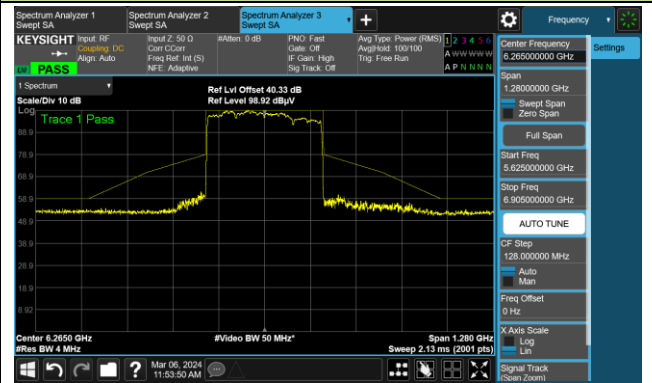 Spectrum Analyzer 1
Swept SA
Spectrum Analyzer 2
Swept SA
Spectrum Analyzer 3
Swept SA
Frequency
KEYSIGHT
Input: RF
Coupling: DC
Align: Auto
Input Z: 50 Ω
Corr CCorr
Freq Ref: Int (S)
NFE: Adaptive
#Atten: 0 dB
PNO: Fast
Gate: Off
IF Gain: High
Sig Track: Off
Avg Type: Power (RMS)
Avg|Hold: 100/100
Trig: Free Run
1 2 3 4 5 6
A W W W W W
A P N N N N
PASS
1 Spectrum
Scale/Div 10 dB
Ref Lvl Offset 40.33 dB
Ref Level 98.92 dBµV
Log
Trace 1 Pass
88.9
78.9
68.9
58.9
48.9
38.9
28.9
18.9
8.92
Center 6.2650 GHz
#Res BW 4 MHz
#Video BW 50 MHz*
Span 1.280 GHz
Sweep 2.13 ms (2001 pts)
Mar 06, 2024
11:53:50 AM
Center Frequency
6.265000000 GHz
Settings
Span
1.28000000 GHz
Swept Span
Zero Span
Full Span
Start Freq
5.625000000 GHz
Stop Freq
6.905000000 GHz
AUTO TUNE
CF Step
128.000000 MHz
Auto
Man
Freq Offset
0 Hz
X Axis Scale
Log
Lin
Signal Track
(Span Zoom)